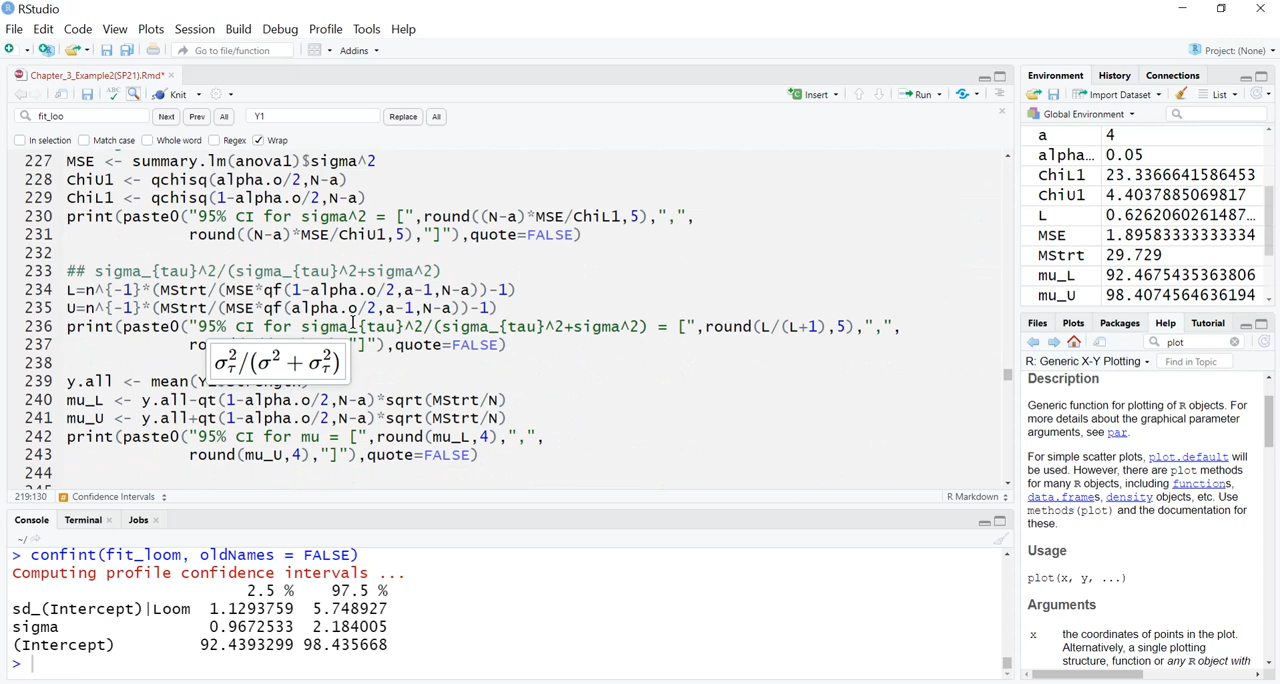 RStudio
File Edit Code View Plots Session Build Debug Profile Tools Help
Go to file/function Addins Project: (None)
Chapter_3_Example2(SP21).Rmd*
ABC Knit Insert Run
fit_loo Next Prev All Y1 Replace All
In selection Match case Whole word Regex Wrap
227 MSE <- summary.lm(anova1)$sigma^2
228 ChiU1 <- qchisq(alpha.o/2,N-a)
229 ChiL1 <- qchisq(1-alpha.o/2,N-a)
230 print(paste0("95% CI for sigma^2 = [",round((N-a)*MSE/ChiL1,5),",",
231 round((N-a)*MSE/ChiU1,5),"]"),quote=FALSE)
232
233 ## sigma_{tau}^2/(sigma_{tau}^2+sigma^2)
234 L=n^{-1}*(MStrt/(MSE*qf(1-alpha.o/2,a-1,N-a))-1)
235 U=n^{-1}*(MStrt/(MSE*qf(alpha.o/2,a-1,N-a))-1)
236 print(paste0("95% CI for sigma_{tau}^2/(sigma_{tau}^2+sigma^2) = [",round(L/(L+1),5),",",
237 "]"),quote=FALSE)
σ²τ/(σ² + σ²τ)
238
239 y.all <- mean(
240 mu_L <- y.all-qt(1-alpha.o/2,N-a)*sqrt(MStrt/N)
241 mu_U <- y.all+qt(1-alpha.o/2,N-a)*sqrt(MStrt/N)
242 print(paste0("95% CI for mu = [",round(mu_L,4),",",
243 round(mu_U,4),"]"),quote=FALSE)
244
219:130 Confidence Intervals R Markdown
Console Terminal Jobs
~/
> confint(fit_loom, oldNames = FALSE)
Computing profile confidence intervals ...
2.5 % 97.5 %
sd_(Intercept)|Loom 1.1293759 5.748927
sigma 0.9672533 2.184005
(Intercept) 92.4393299 98.435668
>
Environment History Connections
Import Dataset List
Global Environment
a 4
alpha… 0.05
ChiL1 23.3366641586453
ChiU1 4.4037885069817
L 0.6262060261487…
MSE 1.89583333333334
MStrt 29.729
mu_L 92.4675435363806
mu_U 98.4074564636194
Files Plots Packages Help Tutorial
plot
R: Generic X-Y Plotting Find in Topic
Description
Generic function for plotting of R objects. For
more details about the graphical parameter
arguments, see par.
For simple scatter plots, plot.default will
be used. However, there are plot methods
for many R objects, including functions,
data.frames, density objects, etc. Use
methods(plot) and the documentation for
these.
Usage
plot(x, y, ...)
Arguments
x the coordinates of points in the plot.
Alternatively, a single plotting
structure, function or any R object with